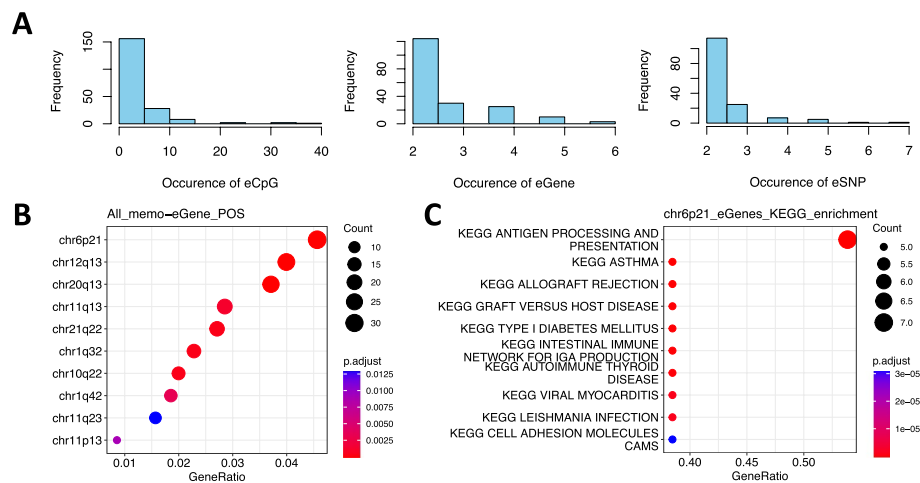 A
Frequency
0
50
150
0 10 20 30 40
Occurence of eCpG
Frequency
0
40
80
2 3 4 5 6
Occurence of eGene
Frequency
0
40
80
2 3 4 5 6 7
Occurence of eSNP
B
All_memo−eGene_POS
chr6p21
chr12q13
chr20q13
chr11q13
chr21q22
chr1q32
chr10q22
chr1q42
chr11q23
chr11p13
0.01 0.02 0.03 0.04
GeneRatio
Count
10
15
20
25
30
p.adjust
0.0125
0.0100
0.0075
0.0050
0.0025
C
chr6p21_eGenes_KEGG_enrichment
KEGG ANTIGEN PROCESSING AND
PRESENTATION
KEGG ASTHMA
KEGG ALLOGRAFT REJECTION
KEGG GRAFT VERSUS HOST DISEASE
KEGG TYPE I DIABETES MELLITUS
KEGG INTESTINAL IMMUNE
NETWORK FOR IGA PRODUCTION
KEGG AUTOIMMUNE THYROID
DISEASE
KEGG VIRAL MYOCARDITIS
KEGG LEISHMANIA INFECTION
KEGG CELL ADHESION MOLECULES
CAMS
0.40 0.45 0.50
GeneRatio
Count
5.0
5.5
6.0
6.5
7.0
p.adjust
3e−05
2e−05
1e−05